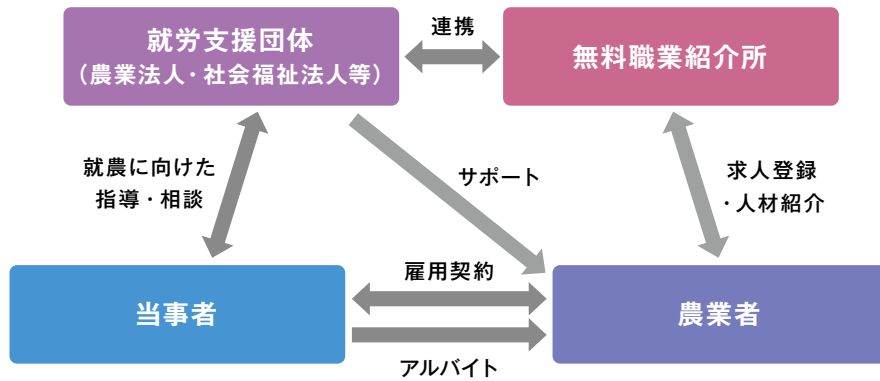 就労支援団体
（農業法人・社会福祉法人等）
連携
無料職業紹介所
就農に向けた
指導・相談
サポート
求人登録
・人材紹介
当事者
雇用契約
アルバイト
農業者